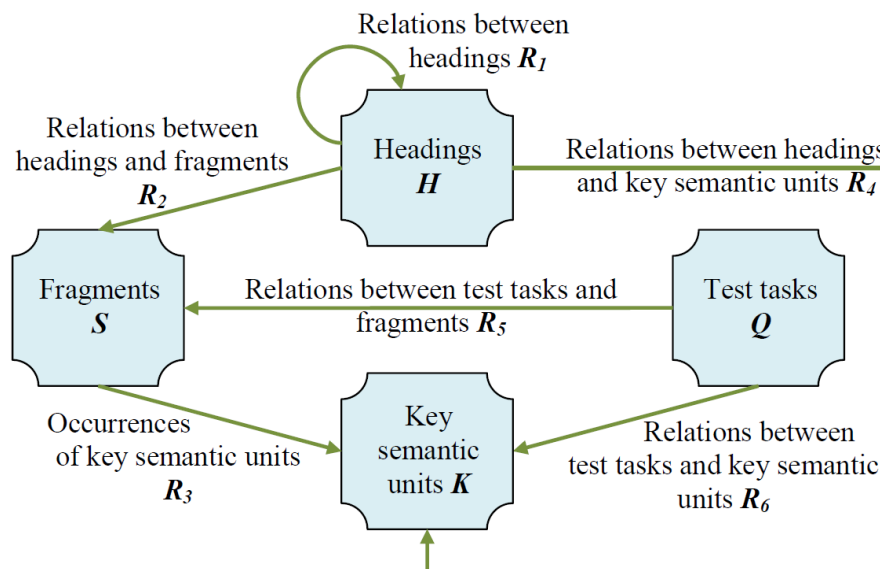 Relations between
headings R1
Relations between
headings and fragments
R2
Headings
H
Relations between headings
and key semantic units R4
Fragments
S
Relations between test tasks and
fragments R5
Test tasks
Q
Occurrences
of key semantic units
R3
Key
semantic
units K
Relations between
test tasks and key semantic
units R6